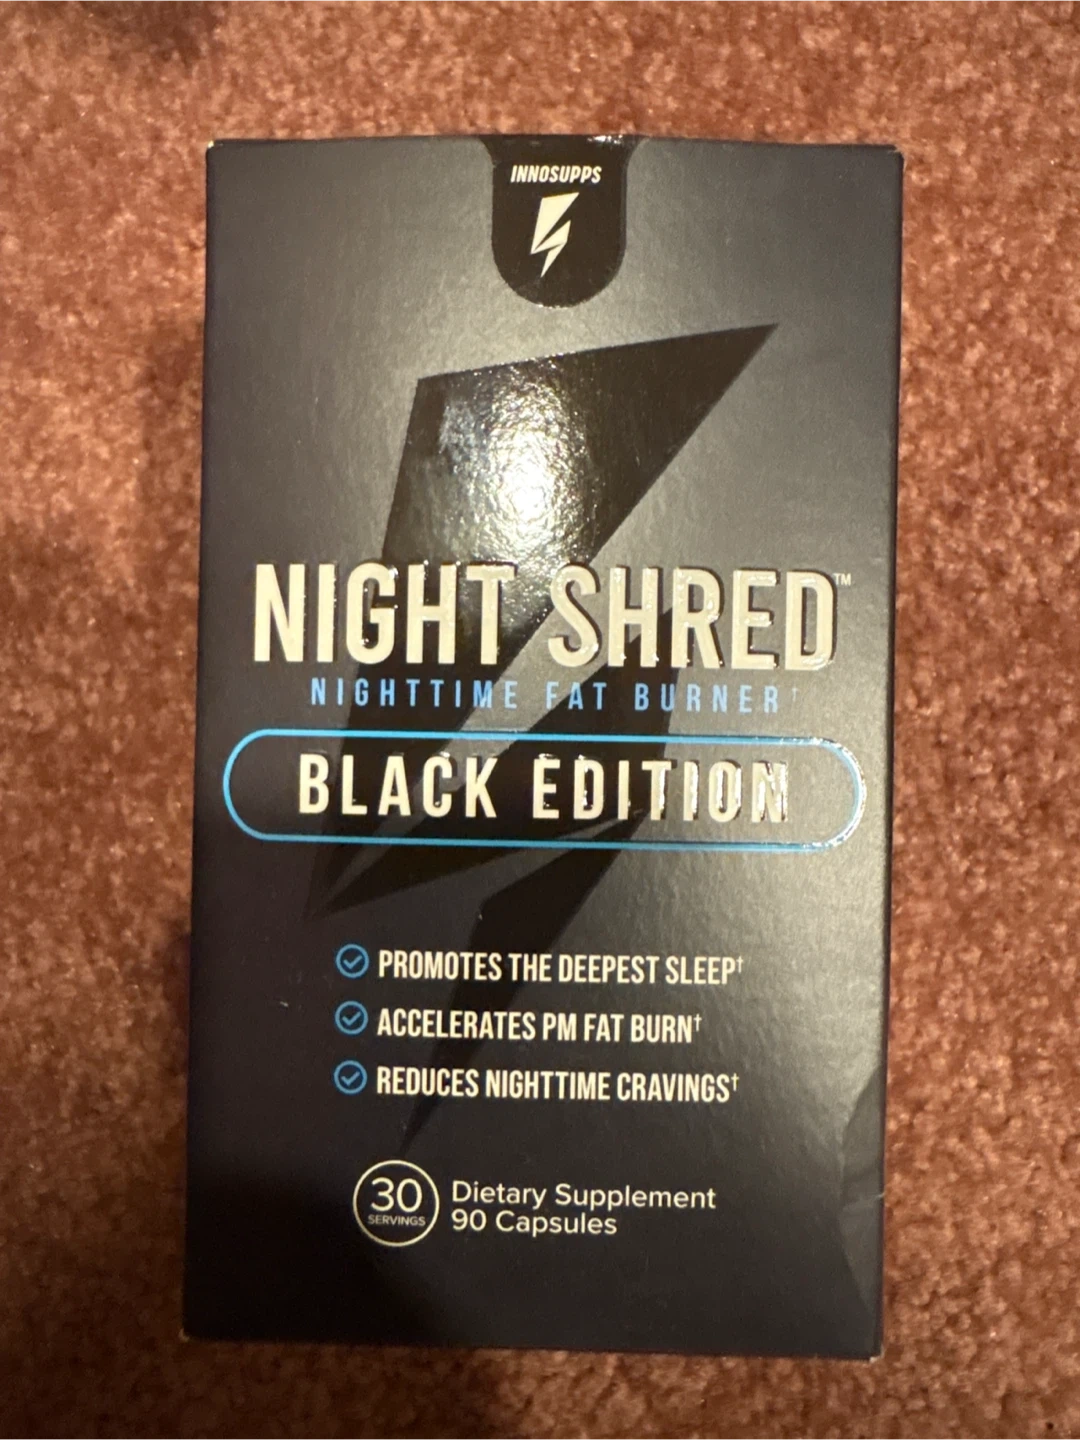 INNOSUPPS
NIGHT SHRED™
NIGHTTIME FAT BURNER†
BLACK EDITION
PROMOTES THE DEEPEST SLEEP†
ACCELERATES PM FAT BURN†
REDUCES NIGHTTIME CRAVINGS†
30
SERVINGS
Dietary Supplement
90 Capsules